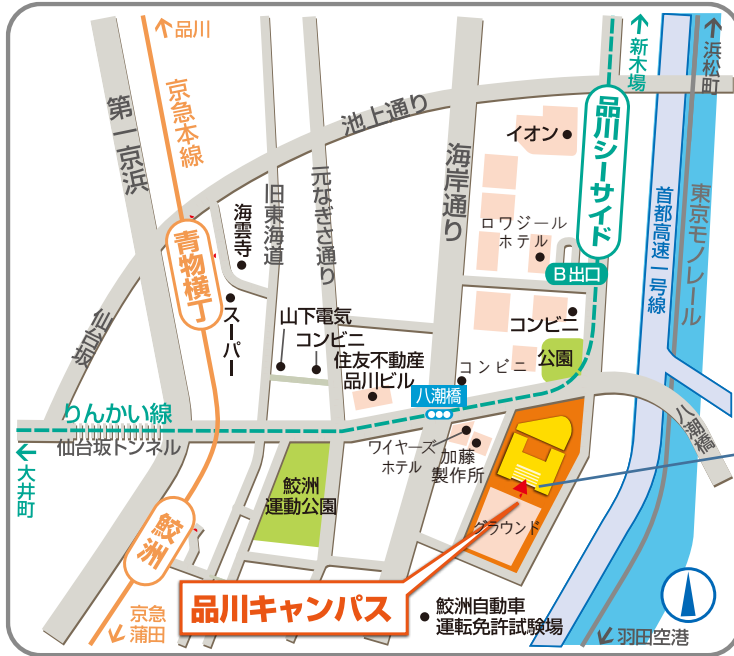 品川
京急本線
第一京浜
池上通り
海岸通り
イオン
品川シーサイド
新木場
浜松町
首都高速一号線
東京モノレール
旧東海道
元なぎさ通り
海雲寺
青物横丁
ロワジール
ホテル
B出口
仙台坂
スーパー
山下電気
コンビニ
住友不動産
品川ビル
コンビニ
コンビニ
公園
八潮橋
りんかい線
仙台坂トンネル
大井町
ワイヤーズ
ホテル
加藤
製作所
八潮橋
鮫洲
運動公園
グラウンド
鮫洲
品川キャンパス
京急
蒲田
鮫洲自動車
運転免許試験場
羽田空港